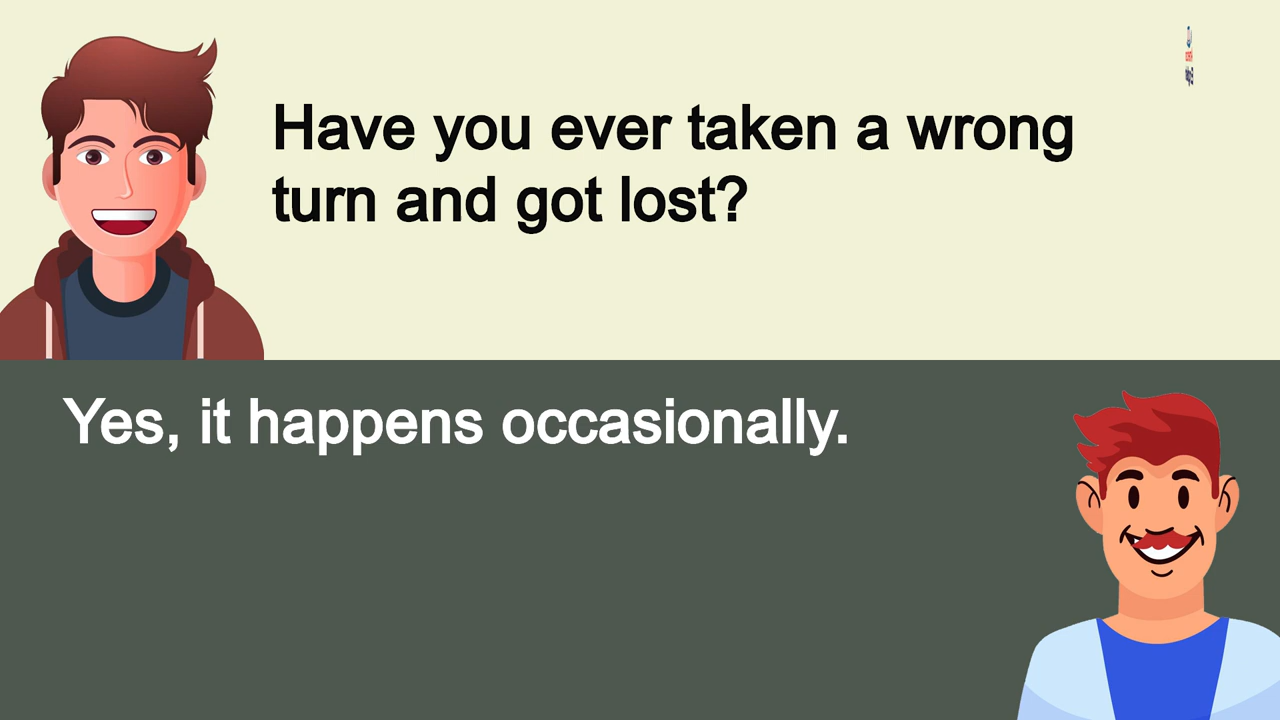 Have you ever taken a wrong
turn and got lost?
Yes, it happens occasionally.